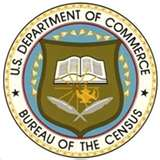 U.S. DEPARTMENT OF COMMERCE
BUREAU OF THE CENSUS